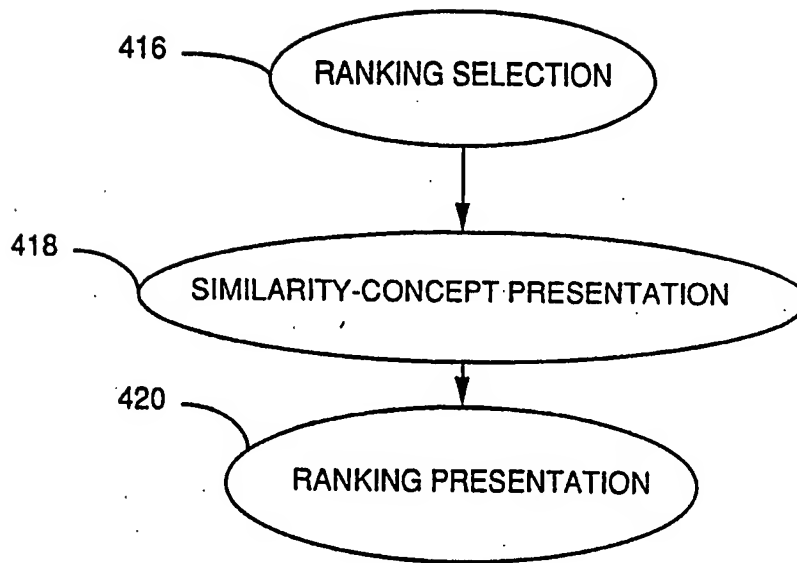 416
RANKING SELECTION
418
SIMILARITY-CONCEPT PRESENTATION
420
RANKING PRESENTATION